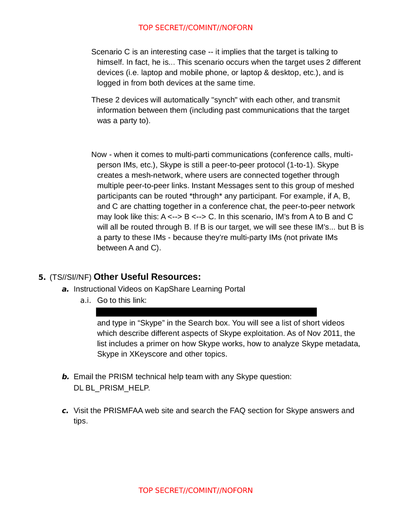 TOP SECRET//COMINT//NOFORN
Scenario C is an interesting case -- it implies that the target is talking to
himself. In fact, he is... This scenario occurs when the target uses 2 different
devices (i.e. laptop and mobile phone, or laptop & desktop, etc.), and is
logged in from both devices at the same time.
These 2 devices will automatically "synch" with each other, and transmit
information between them (including past communications that the target
was a party to).
Now - when it comes to multi-parti communications (conference calls, multi-
person IMs, etc.), Skype is still a peer-to-peer protocol (1-to-1). Skype
creates a mesh-network, where users are connected together through
multiple peer-to-peer links. Instant Messages sent to this group of meshed
participants can be routed *through* any participant. For example, if A, B,
and C are chatting together in a conference chat, the peer-to-peer network
may look like this: A <--> B <--> C. In this scenario, IM's from A to B and C
will all be routed through B. If B is our target, we will see these IM's... but B is
a party to these IMs - because they're multi-party IMs (not private IMs
between A and C).
5. (TS//SI//NF) Other Useful Resources:
a. Instructional Videos on KapShare Learning Portal
a.i. Go to this link:
and type in "Skype" in the Search box. You will see a list of short videos
which describe different aspects of Skype exploitation. As of Nov 2011, the
list includes a primer on how Skype works, how to analyze Skype metadata,
Skype in XKeyscore and other topics.
b. Email the PRISM technical help team with any Skype question:
DL BL_PRISM_HELP.
c. Visit the PRISMFAA web site and search the FAQ section for Skype answers and
tips.
TOP SECRET//COMINT//NOFORN